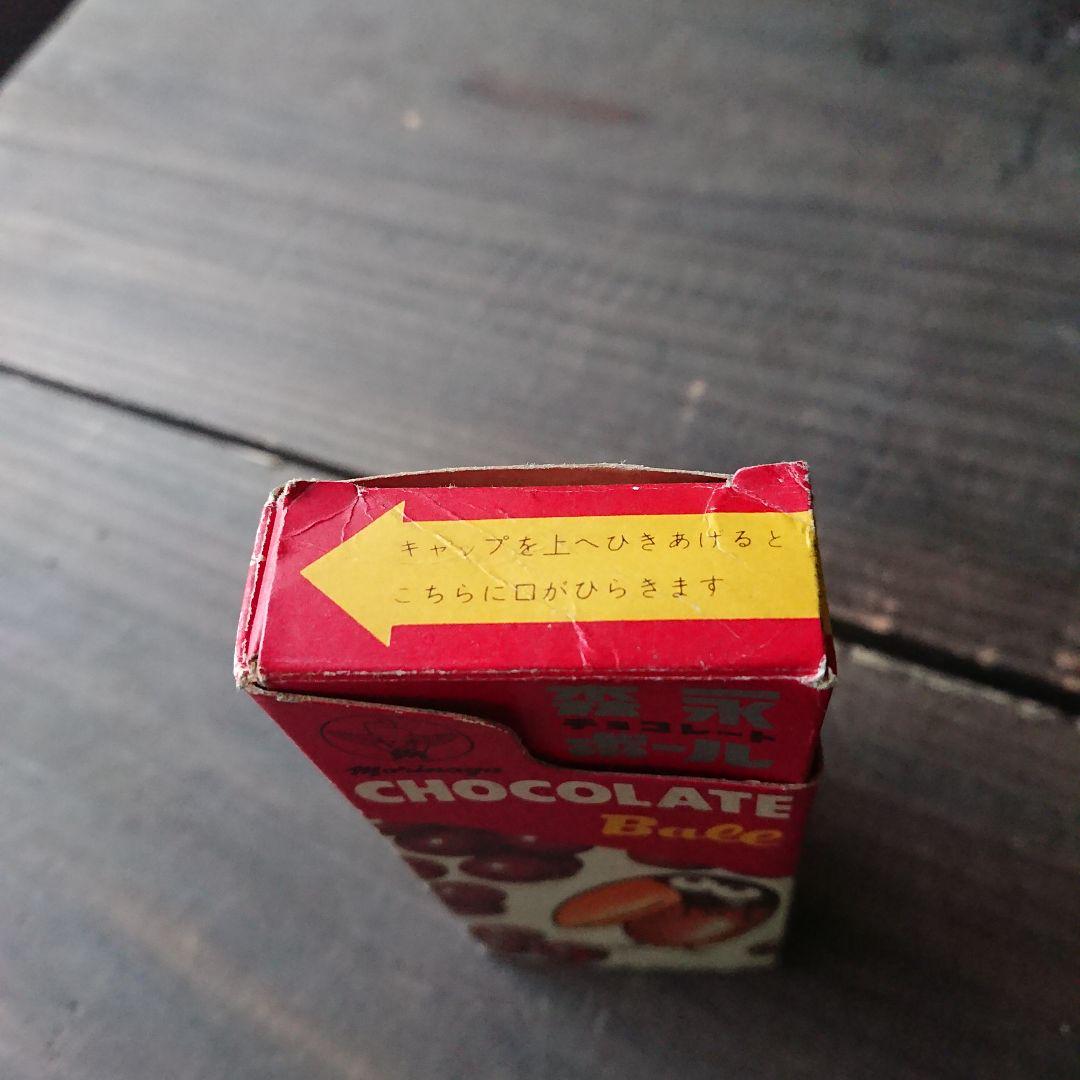 キャップを上へひきあげると
こちらに口がひらきます
森永
チョコレート
ボール
Morinaga
CHOCOLATE
Ball